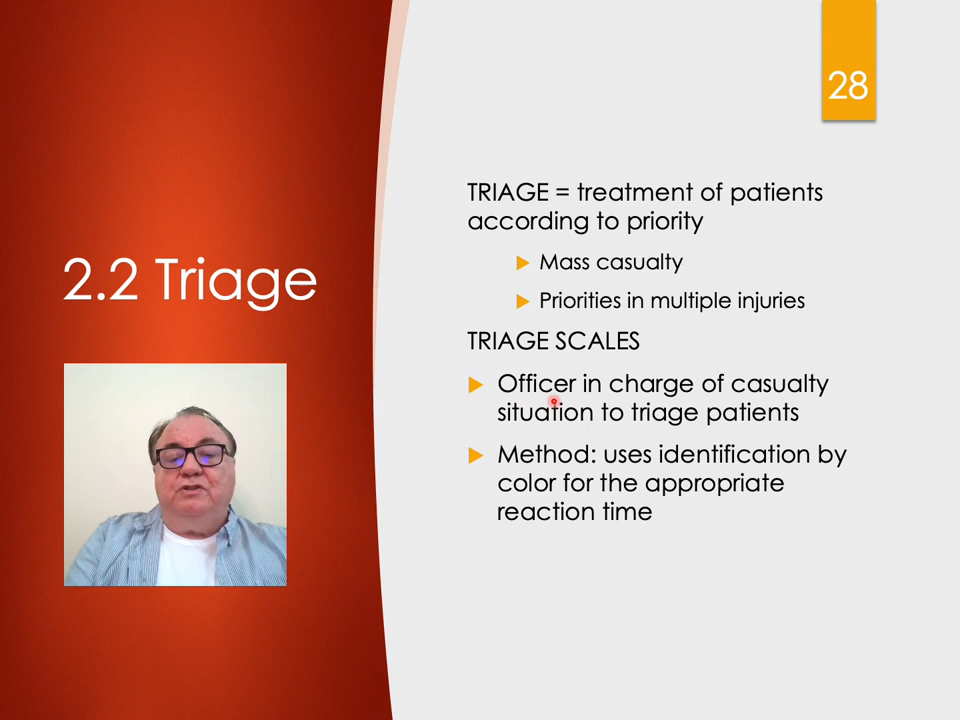 28
2.2 Triage
TRIAGE = treatment of patients
according to priority
Mass casualty
Priorities in multiple injuries
TRIAGE SCALES
Officer in charge of casualty
situation to triage patients
Method: uses identification by
color for the appropriate
reaction time